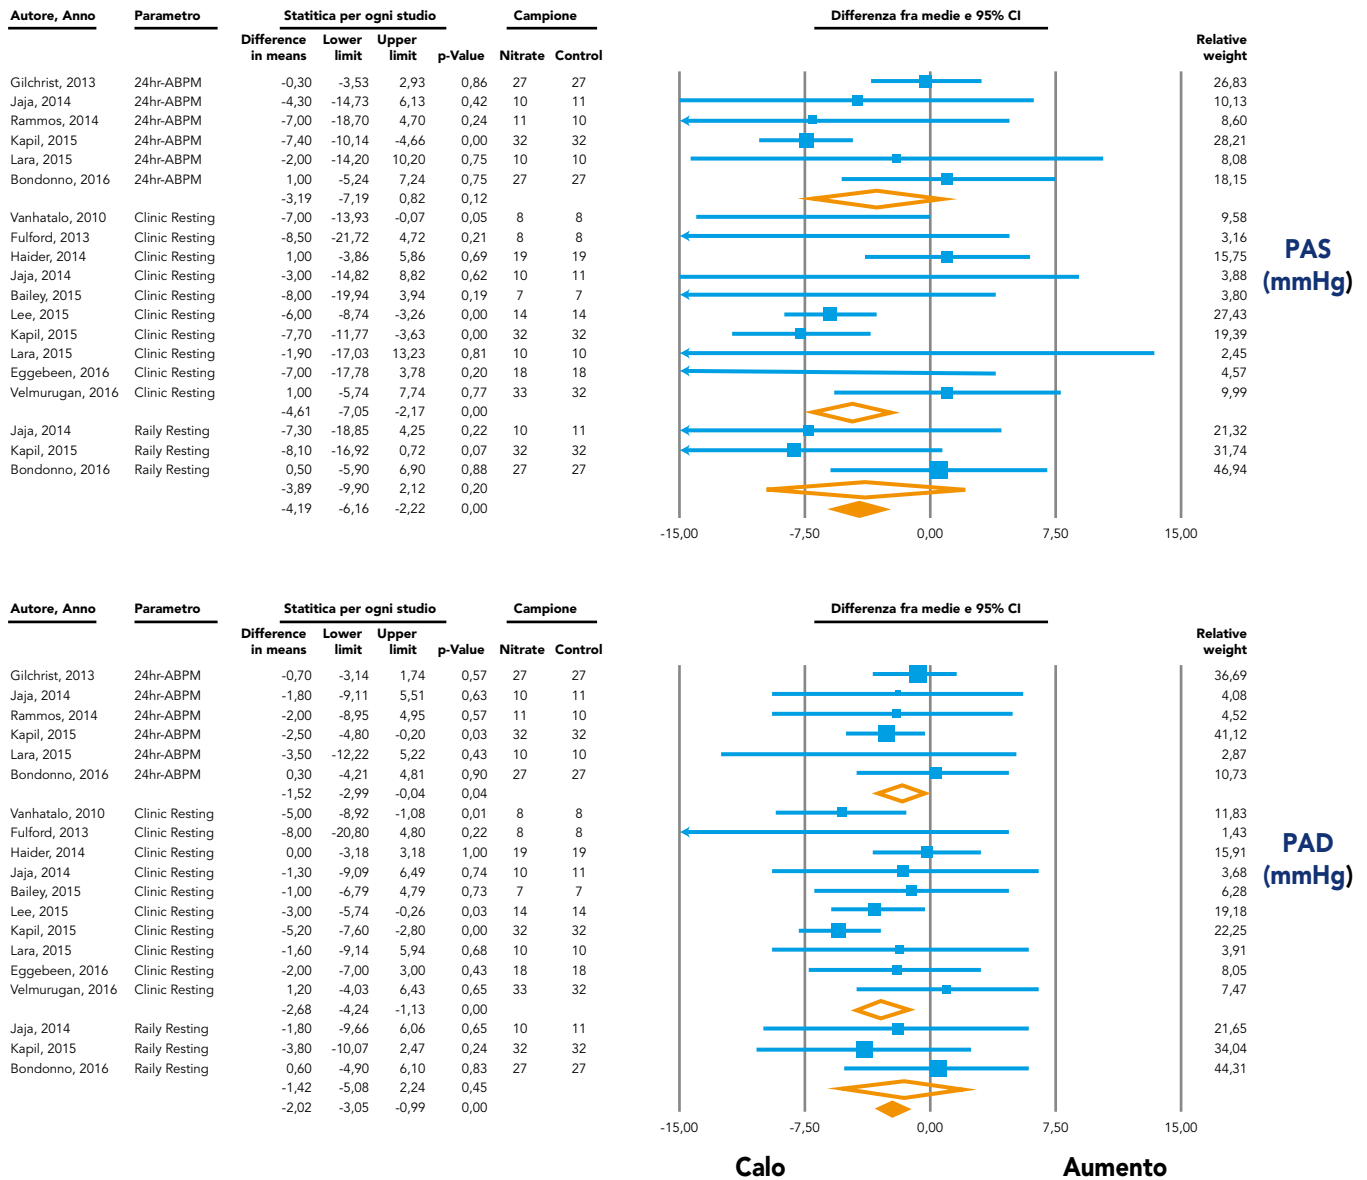 Autore, Anno Parametro Statitica per ogni studio Campione Differenza fra medie e 95% CI
Difference in means Lower limit Upper limit p-Value Nitrate Control Relative weight
Gilchrist, 2013 24hr-ABPM -0,30 -3,53 2,93 0,86 27 27 26,83
Jaja, 2014 24hr-ABPM -4,30 -14,73 6,13 0,42 10 11 10,13
Rammos, 2014 24hr-ABPM -7,00 -18,70 4,70 0,24 11 10 8,60
Kapil, 2015 24hr-ABPM -7,40 -10,14 -4,66 0,00 32 32 28,21
Lara, 2015 24hr-ABPM -2,00 -14,20 10,20 0,75 10 10 8,08
Bondonno, 2016 24hr-ABPM 1,00 -5,24 7,24 0,75 27 27 18,15
-3,19 -7,19 0,82 0,12
Vanhatalo, 2010 Clinic Resting -7,00 -13,93 -0,07 0,05 8 8 9,58
Fulford, 2013 Clinic Resting -8,50 -21,72 4,72 0,21 8 8 3,16
Haider, 2014 Clinic Resting 1,00 -3,86 5,86 0,69 19 19 15,75
Jaja, 2014 Clinic Resting -3,00 -14,82 8,82 0,62 10 11 3,88
Bailey, 2015 Clinic Resting -8,00 -19,94 3,94 0,19 7 7 3,80
Lee, 2015 Clinic Resting -6,00 -8,74 -3,26 0,00 14 14 27,43
Kapil, 2015 Clinic Resting -7,70 -11,77 -3,63 0,00 32 32 19,39
Lara, 2015 Clinic Resting -1,90 -17,03 13,23 0,81 10 10 2,45
Eggebeen, 2016 Clinic Resting -7,00 -17,78 3,78 0,20 18 18 4,57
Velmurugan, 2016 Clinic Resting 1,00 -5,74 7,74 0,77 33 32 9,99
-4,61 -7,05 -2,17 0,00
Jaja, 2014 Raily Resting -7,30 -18,85 4,25 0,22 10 11 21,32
Kapil, 2015 Raily Resting -8,10 -16,92 0,72 0,07 32 32 31,74
Bondonno, 2016 Raily Resting 0,50 -5,90 6,90 0,88 27 27 46,94
-3,89 -9,90 2,12 0,20
-4,19 -6,16 -2,22 0,00
-15,00 -7,50 0,00 7,50 15,00
PAS
(mmHg)
Autore, Anno Parametro Statitica per ogni studio Campione Differenza fra medie e 95% CI
Difference in means Lower limit Upper limit p-Value Nitrate Control Relative weight
Gilchrist, 2013 24hr-ABPM -0,70 -3,14 1,74 0,57 27 27 36,69
Jaja, 2014 24hr-ABPM -1,80 -9,11 5,51 0,63 10 11 4,08
Rammos, 2014 24hr-ABPM -2,00 -8,95 4,95 0,57 11 10 4,52
Kapil, 2015 24hr-ABPM -2,50 -4,80 -0,20 0,03 32 32 41,12
Lara, 2015 24hr-ABPM -3,50 -12,22 5,22 0,43 10 10 2,87
Bondonno, 2016 24hr-ABPM 0,30 -4,21 4,81 0,90 27 27 10,73
-1,52 -2,99 -0,04 0,04
Vanhatalo, 2010 Clinic Resting -5,00 -8,92 -1,08 0,01 8 8 11,83
Fulford, 2013 Clinic Resting -8,00 -20,80 4,80 0,22 8 8 1,43
Haider, 2014 Clinic Resting 0,00 -3,18 3,18 1,00 19 19 15,91
Jaja, 2014 Clinic Resting -1,30 -9,09 6,49 0,74 10 11 3,68
Bailey, 2015 Clinic Resting -1,00 -6,79 4,79 0,73 7 7 6,28
Lee, 2015 Clinic Resting -3,00 -5,74 -0,26 0,03 14 14 19,18
Kapil, 2015 Clinic Resting -5,20 -7,60 -2,80 0,00 32 32 22,25
Lara, 2015 Clinic Resting -1,60 -9,14 5,94 0,68 10 10 3,91
Eggebeen, 2016 Clinic Resting -2,00 -7,00 3,00 0,43 18 18 8,05
Velmurugan, 2016 Clinic Resting 1,20 -4,03 6,43 0,65 33 32 7,47
-2,68 -4,24 -1,13 0,00
Jaja, 2014 Raily Resting -1,80 -9,66 6,06 0,65 10 11 21,65
Kapil, 2015 Raily Resting -3,80 -10,07 2,47 0,24 32 32 34,04
Bondonno, 2016 Raily Resting 0,60 -4,90 6,10 0,83 27 27 44,31
-1,42 -5,08 2,24 0,45
-2,02 -3,05 -0,99 0,00
-15,00 -7,50 0,00 7,50 15,00
PAD
(mmHg)
Calo Aumento